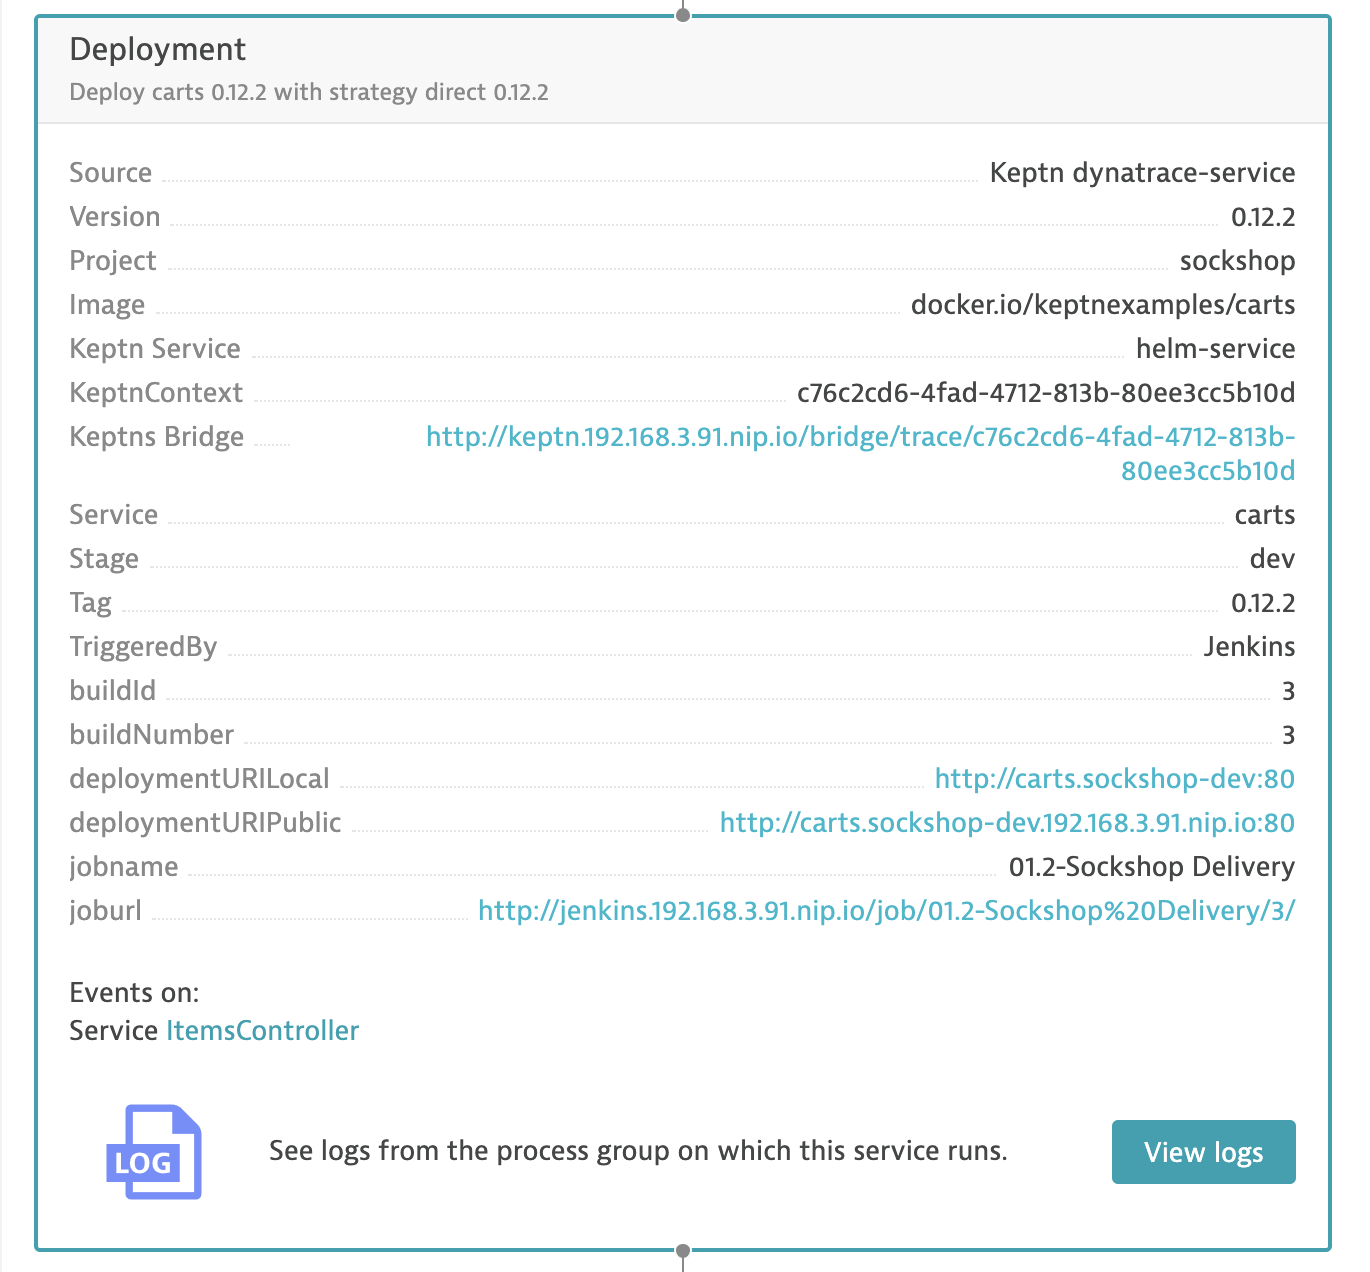 Deployment
Deploy carts 0.12.2 with strategy direct 0.12.2
Source Keptn dynatrace-service
Version 0.12.2
Project sockshop
Image docker.io/keptnexamples/carts
Keptn Service helm-service
KeptnContext c76c2cd6-4fad-4712-813b-80ee3cc5b10d
Keptns Bridge http://keptn.192.168.3.91.nip.io/bridge/trace/c76c2cd6-4fad-4712-813b-
80ee3cc5b10d
Service carts
Stage dev
Tag 0.12.2
TriggeredBy Jenkins
buildId 3
buildNumber 3
deploymentURILocal http://carts.sockshop-dev:80
deploymentURIPublic http://carts.sockshop-dev.192.168.3.91.nip.io:80
jobname 01.2-Sockshop Delivery
joburl http://jenkins.192.168.3.91.nip.io/job/01.2-Sockshop%20Delivery/3/
Events on:
Service ItemsController
LOG See logs from the process group on which this service runs. View logs